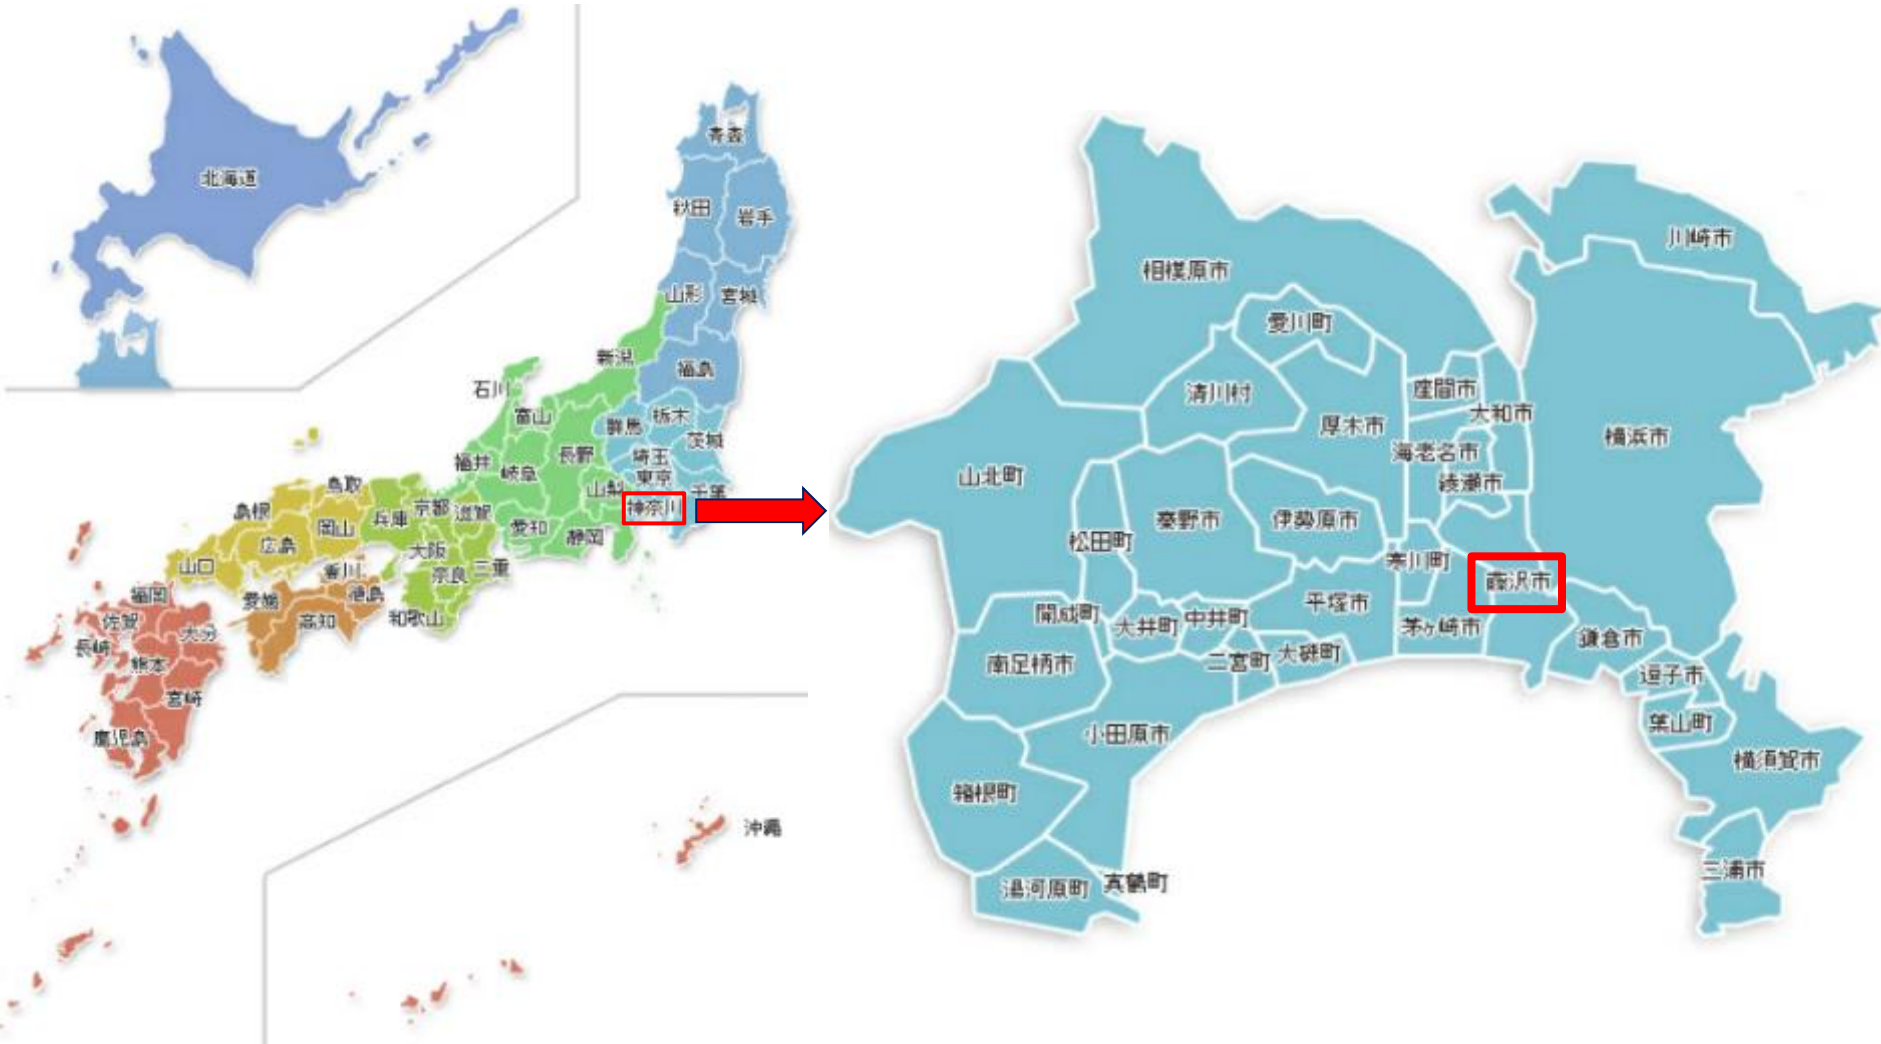 北海道
青森
秋田
岩手
山形
宮城
新潟
福島
石川
富山
群馬
栃木
茨城
長野
埼玉
福井
岐阜
東京
山梨
千葉
神奈川
鳥取
島根
岡山
兵庫
京都
滋賀
愛知
静岡
広島
大阪
山口
香川
奈良
三重
福岡
愛媛
徳島
佐賀
高知
和歌山
大分
長崎
熊本
宮崎
鹿児島
沖縄
川崎市
相模原市
愛川町
清川村
座間市
大和市
厚木市
横浜市
海老名市
山北町
綾瀬市
秦野市
伊勢原市
松田町
寒川町
藤沢市
開成町
大井町
中井町
平塚市
茅ヶ崎市
鎌倉市
南足柄市
二宮町
大磯町
逗子市
小田原市
葉山町
横須賀市
箱根町
三浦市
湯河原町
真鶴町